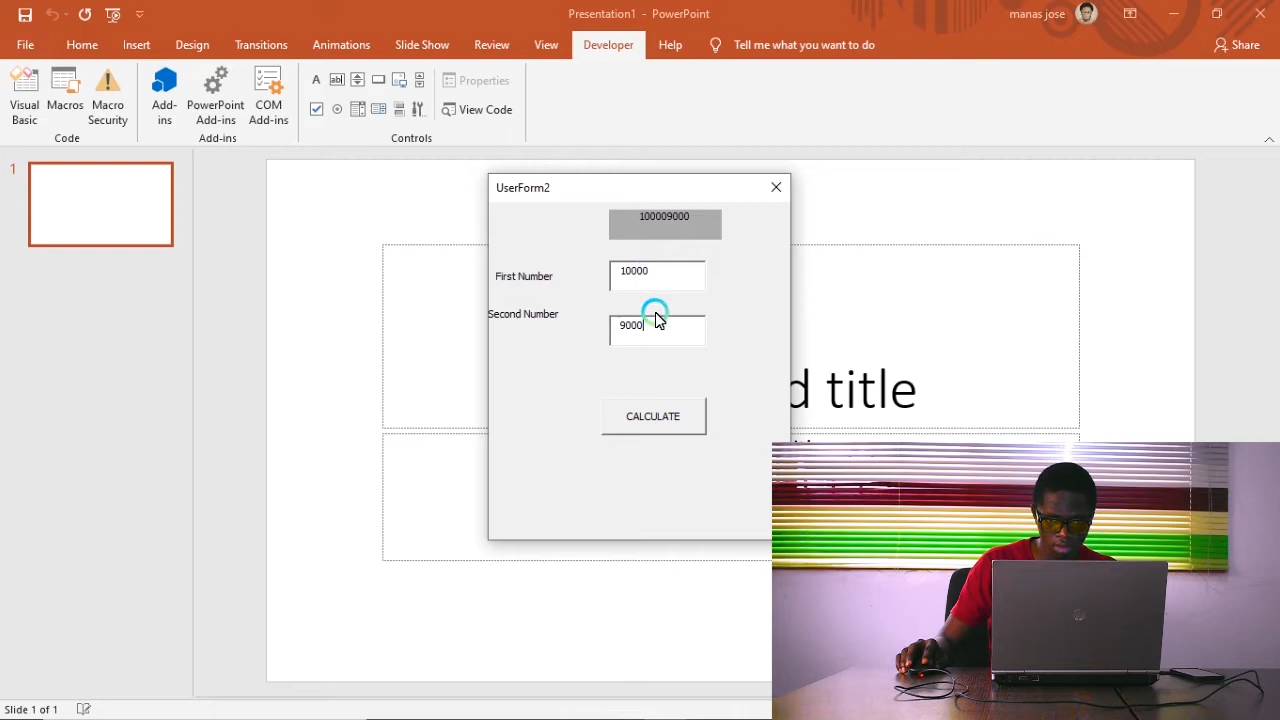 Presentation1 - PowerPoint
manas jose
File
Home
Insert
Design
Transitions
Animations
Slide Show
Review
View
Developer
Help
Tell me what you want to do
Share
Visual Basic
Macros
Macro Security
Code
Add-ins
PowerPoint Add-ins
COM Add-ins
Add-ins
A
ab
Properties
View Code
Controls
1
UserForm2
100009000
First Number
10000
Second Number
9000
CALCULATE
d title
hp
Slide 1 of 1